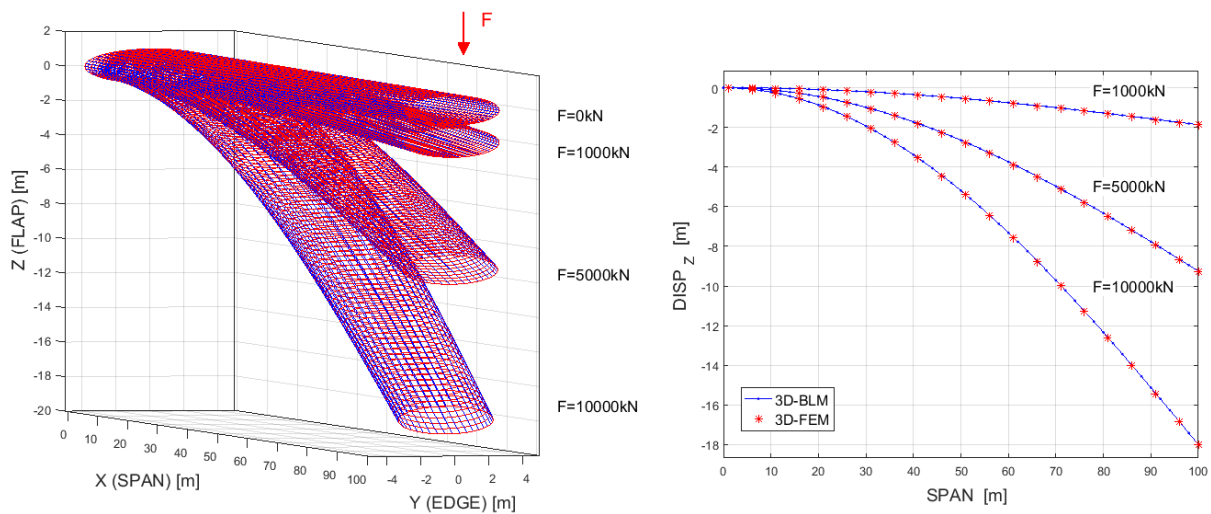 F
2
0
-2
-4
-6
-8
-10
-12
-14
-16
-18
-20
Z (FLAP) [m]
F=0kN
F=1000kN
F=5000kN
F=10000kN
0 10 20 30 40 50 60 70 80 90 100
X (SPAN) [m]
-4 -2 0 2 4
Y (EDGE) [m]
0
-2
-4
-6
-8
-10
-12
-14
-16
-18
DISP Z [m]
F=1000kN
F=5000kN
F=10000kN
3D-BLM
3D-FEM
0 10 20 30 40 50 60 70 80 90 100
SPAN [m]